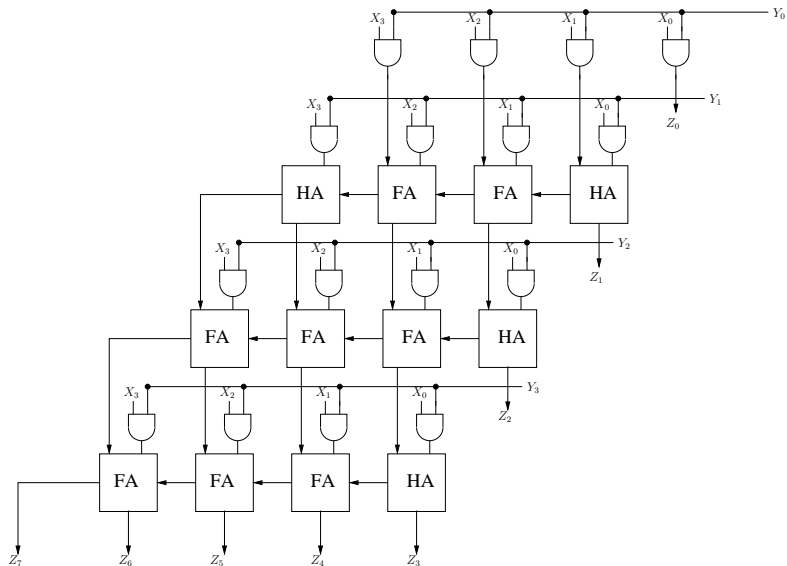 X₃ X₂ X₁ X₀ Y₀
X₃ X₂ X₁ X₀ Y₁
Z₀
HA FA FA HA
X₃ X₂ X₁ X₀ Y₂
Z₁
FA FA FA HA
X₃ X₂ X₁ X₀ Y₃
Z₂
FA FA FA HA
Z₇ Z₆ Z₅ Z₄ Z₃